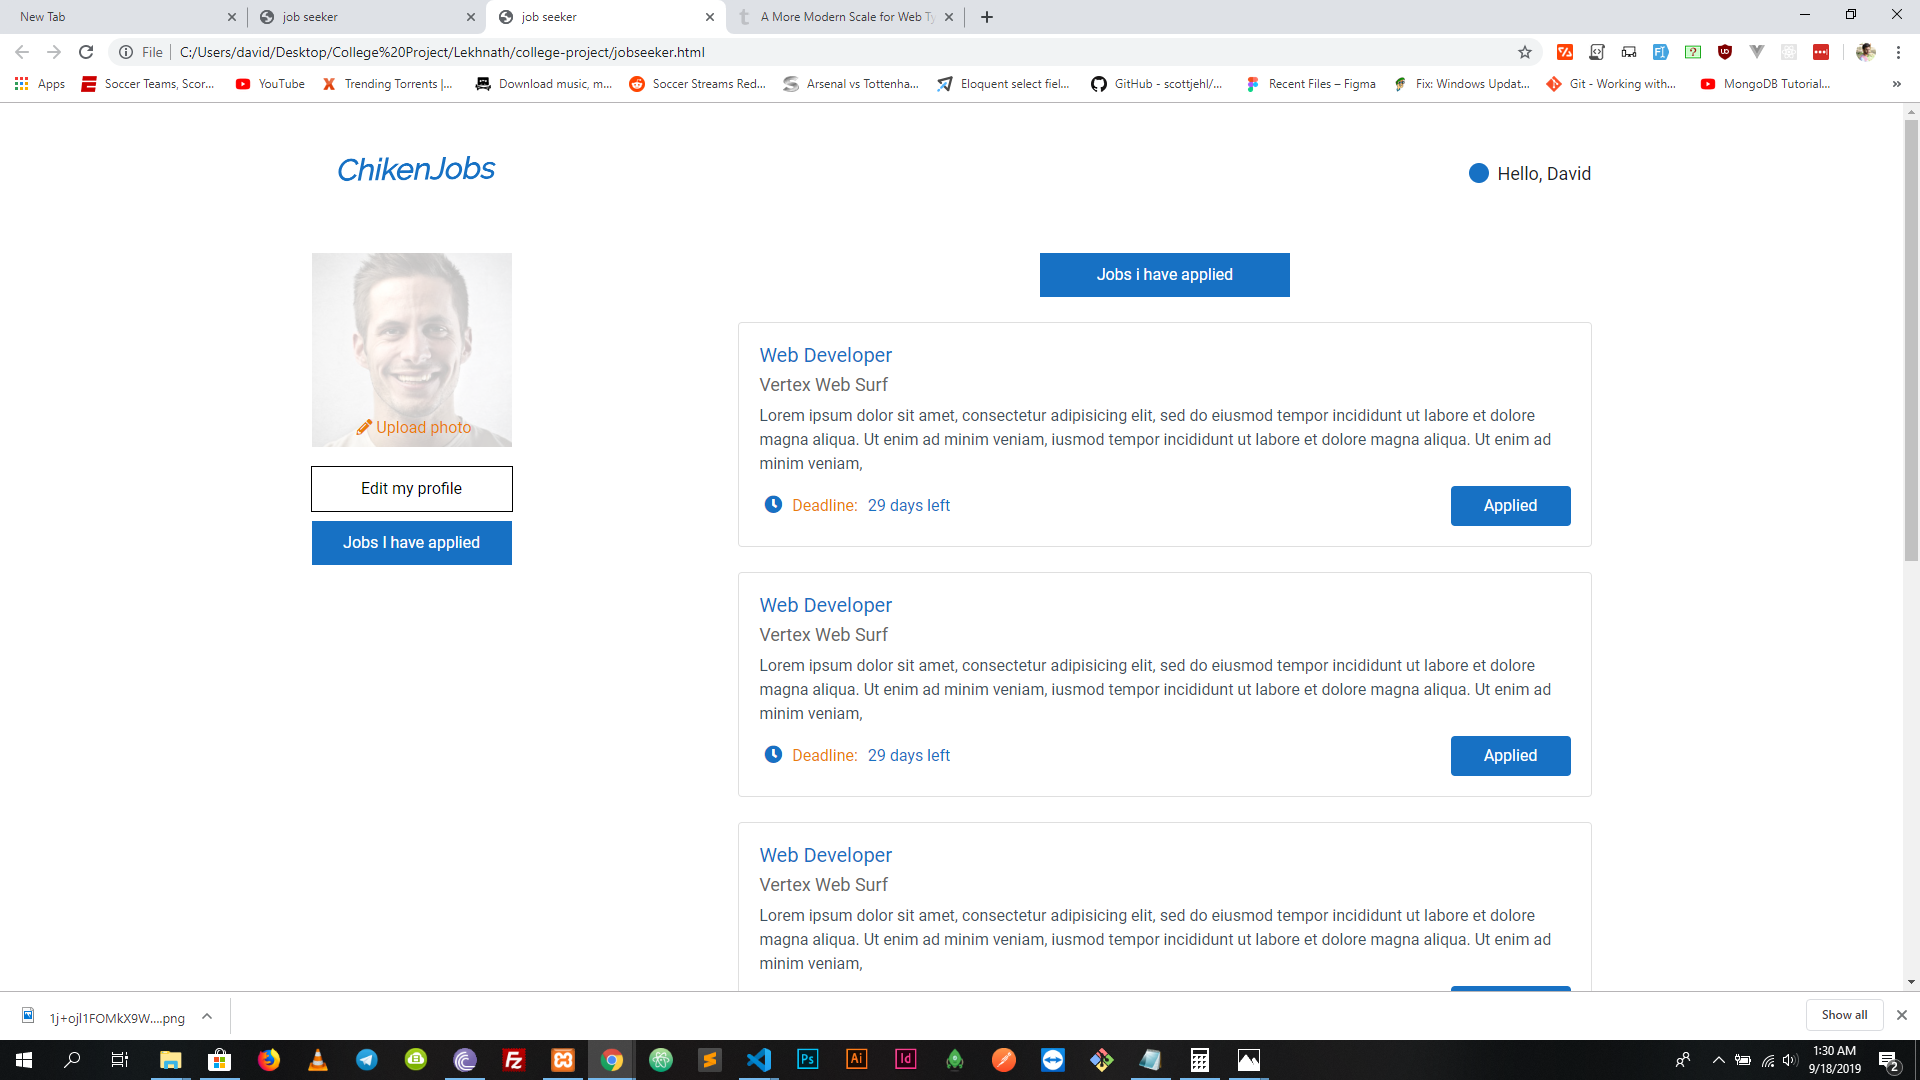 New Tab
job seeker
job seeker
A More Modern Scale for Web Ty
File
C:/Users/david/Desktop/College%20Project/Lekhnath/college-project/jobseeker.html
Apps
Soccer Teams, Scor...
YouTube
Trending Torrents |...
Download music, m...
Soccer Streams Red...
Arsenal vs Tottenha...
Eloquent select fiel...
GitHub - scottjehl/...
Recent Files – Figma
Fix: Windows Updat...
Git - Working with...
MongoDB Tutorial...
»
ChikenJobs
Hello, David
Upload photo
Edit my profile
Jobs I have applied
Jobs i have applied
Web Developer
Vertex Web Surf
Lorem ipsum dolor sit amet, consectetur adipisicing elit, sed do eiusmod tempor incididunt ut labore et dolore
magna aliqua. Ut enim ad minim veniam, iusmod tempor incididunt ut labore et dolore magna aliqua. Ut enim ad
minim veniam,
Deadline: 29 days left
Applied
Web Developer
Vertex Web Surf
Lorem ipsum dolor sit amet, consectetur adipisicing elit, sed do eiusmod tempor incididunt ut labore et dolore
magna aliqua. Ut enim ad minim veniam, iusmod tempor incididunt ut labore et dolore magna aliqua. Ut enim ad
minim veniam,
Deadline: 29 days left
Applied
Web Developer
Vertex Web Surf
Lorem ipsum dolor sit amet, consectetur adipisicing elit, sed do eiusmod tempor incididunt ut labore et dolore
magna aliqua. Ut enim ad minim veniam, iusmod tempor incididunt ut labore et dolore magna aliqua. Ut enim ad
minim veniam,
1j+ojl1FOMkX9W....png
Show all
Fz
Ps
Ai
Id
1:30 AM
9/18/2019
2